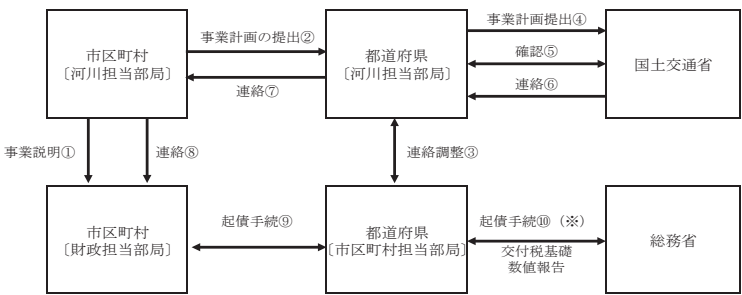 事業計画の提出②
事業計画提出④
市区町村
〔河川担当部局〕
都道府県
〔河川担当部局〕
確認⑤
国土交通省
連絡⑦
連絡⑥
事業説明①
連絡⑧
連絡調整③
市区町村
〔財政担当部局〕
起債手続⑨
都道府県
〔市区町村担当部局〕
起債手続⑩（※）
交付税基礎
数値報告
総務省